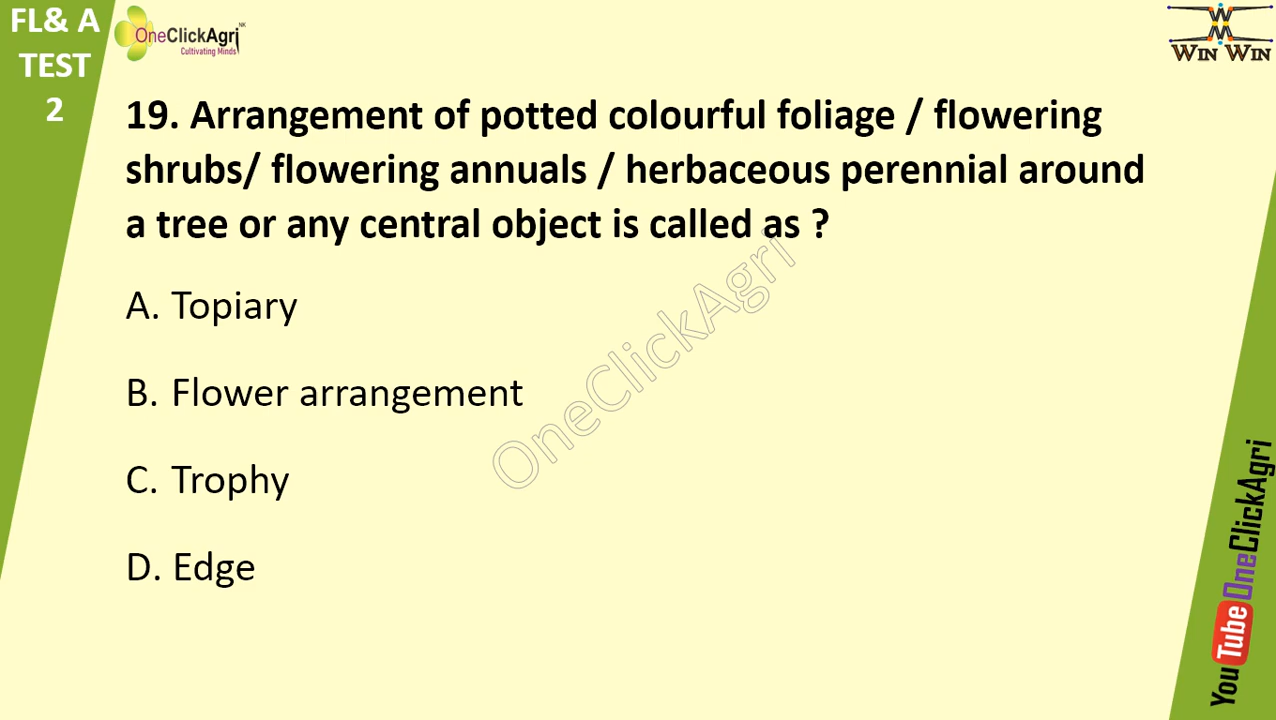 FL& A
TEST
2
OneClickAgri NK
Cultivating Minds
WIN WIN
19. Arrangement of potted colourful foliage / flowering
shrubs/ flowering annuals / herbaceous perennial around
a tree or any central object is called as ?
A. Topiary
B. Flower arrangement
C. Trophy
D. Edge
OneClickAgri
YouTube OneClickAgri